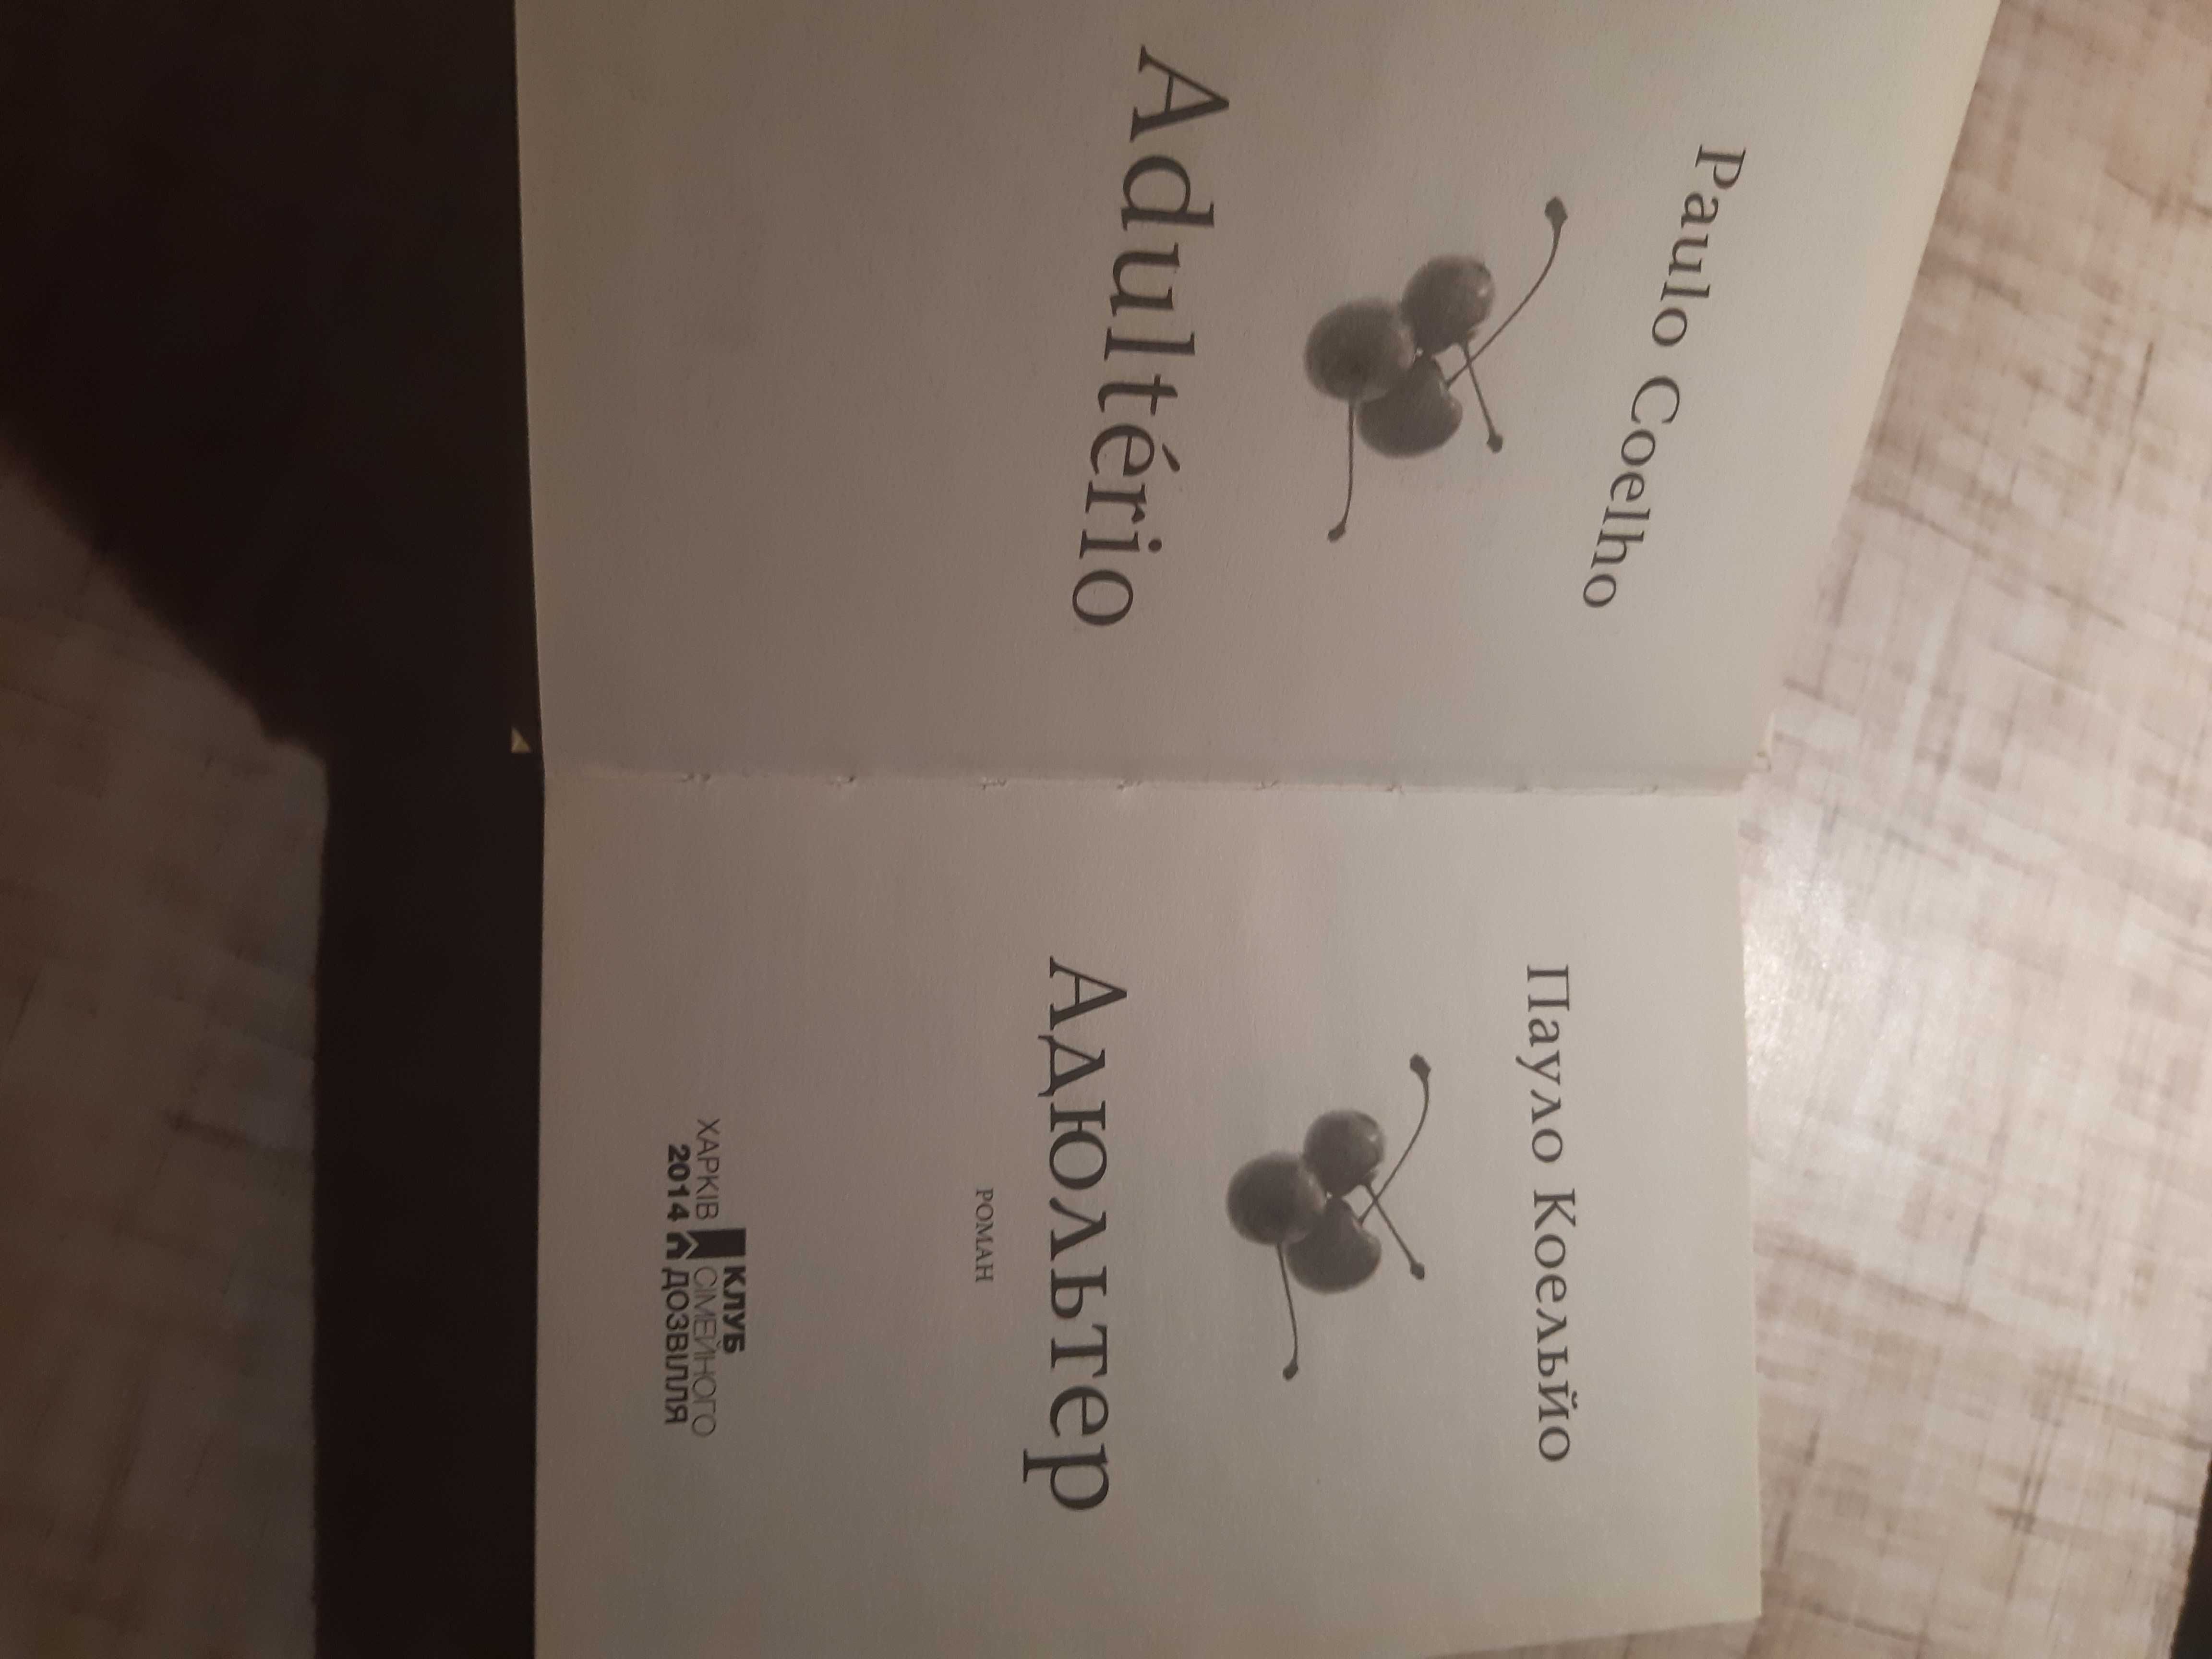 Paulo Coelho
Adultério
Пауло Коельйо
Адюльтер
РОМАН
КЛУБ
ХАРКІВ СІМЕЙНОГО
2014 ДОЗВІЛЛЯ